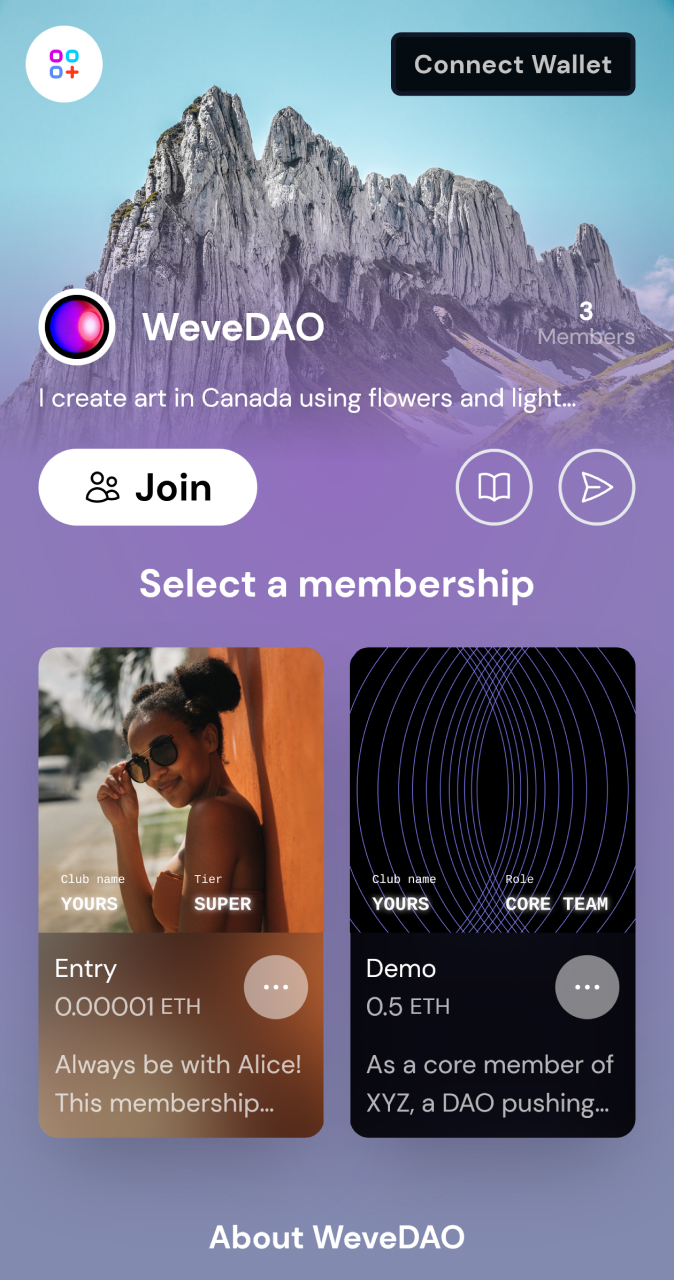 Connect Wallet
WeveDAO
3
Members
I create art in Canada using flowers and light...
Join
Select a membership
Club name
Tier
YOURS
SUPER
Club name
Role
YOURS
CORE TEAM
Entry
0.00001 ETH
Always be with Alice!
This membership...
Demo
0.5 ETH
As a core member of
XYZ, a DAO pushing...
About WeveDAO